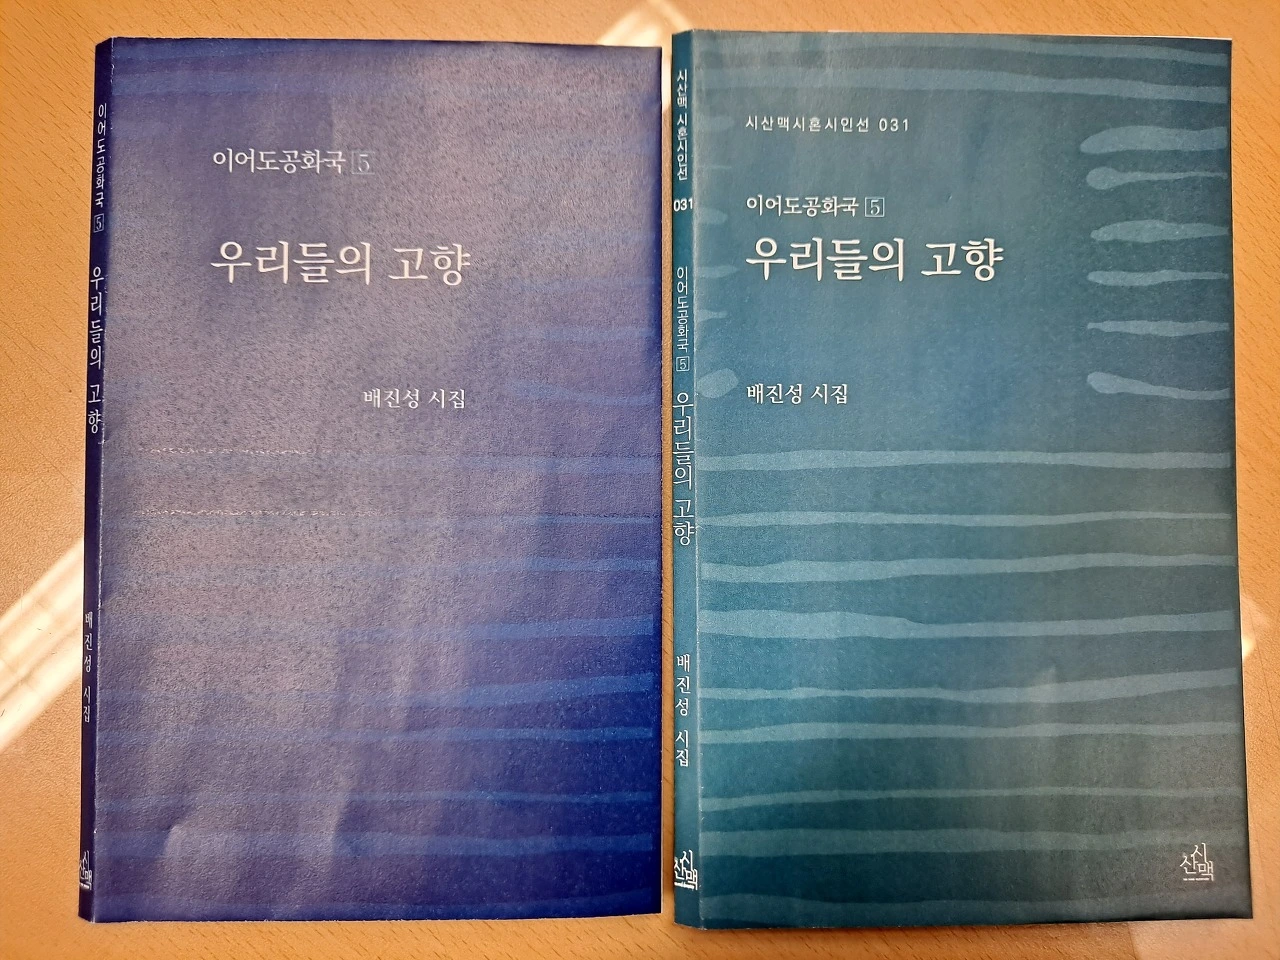 이어도공화국 5 우리들의 고향 배진성 시집
시산맥
이어도공화국 5
우리들의 고향
배진성 시집
시산맥 시혼시인선 031 이어도공화국 5 우리들의 고향 배진성 시집
시산맥
시산맥시혼시인선 031
이어도공화국 5
우리들의 고향
배진성 시집
시산맥